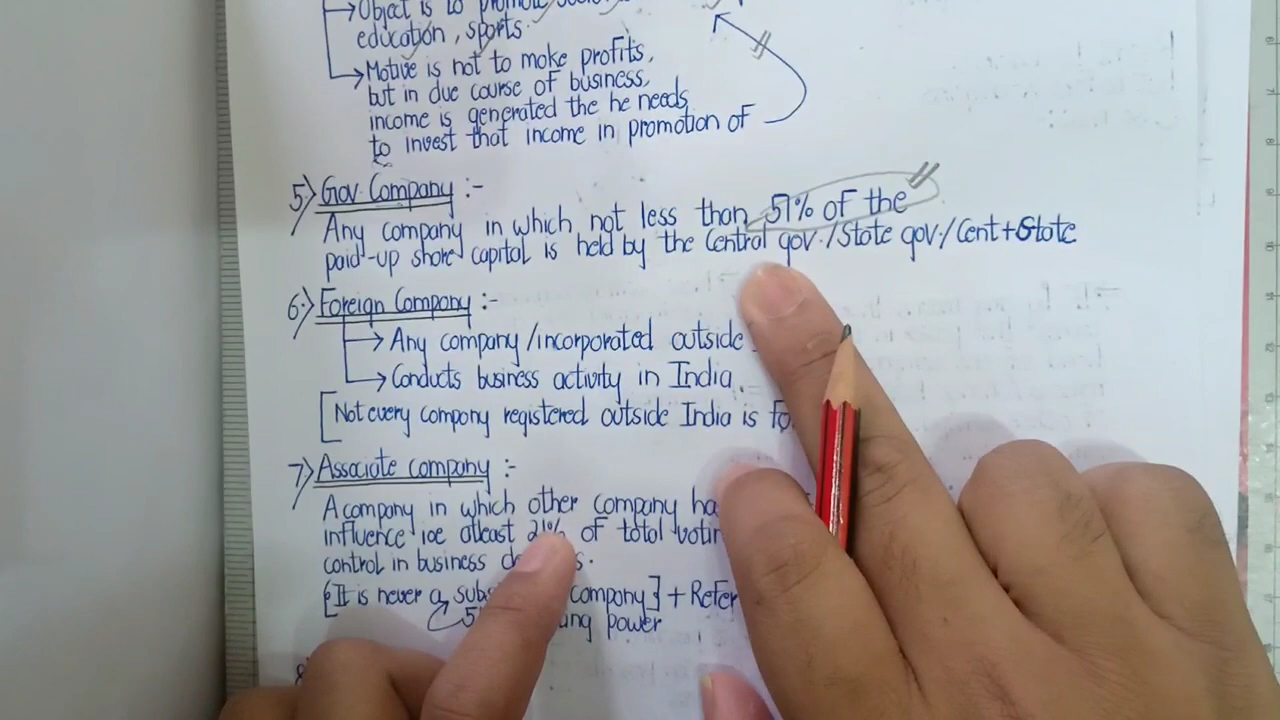 Object is to promote
education, sports.
Motive is not to make profits,
but in due course of business,
income is generated the he needs
to invest that income in promotion of
5) Gov. Company :-
Any company in which not less than 51% of the
paid-up share capital is held by the Central gov./State gov/Cent+State
6) Foreign Company :-
Any company/incorporated outside
Conducts business activity in India.
[Not every company registered outside India is
7) Associate company :-
A company in which other company
influence ioe atleast 21% of total
control in business
[It is never a company] + Refer
power